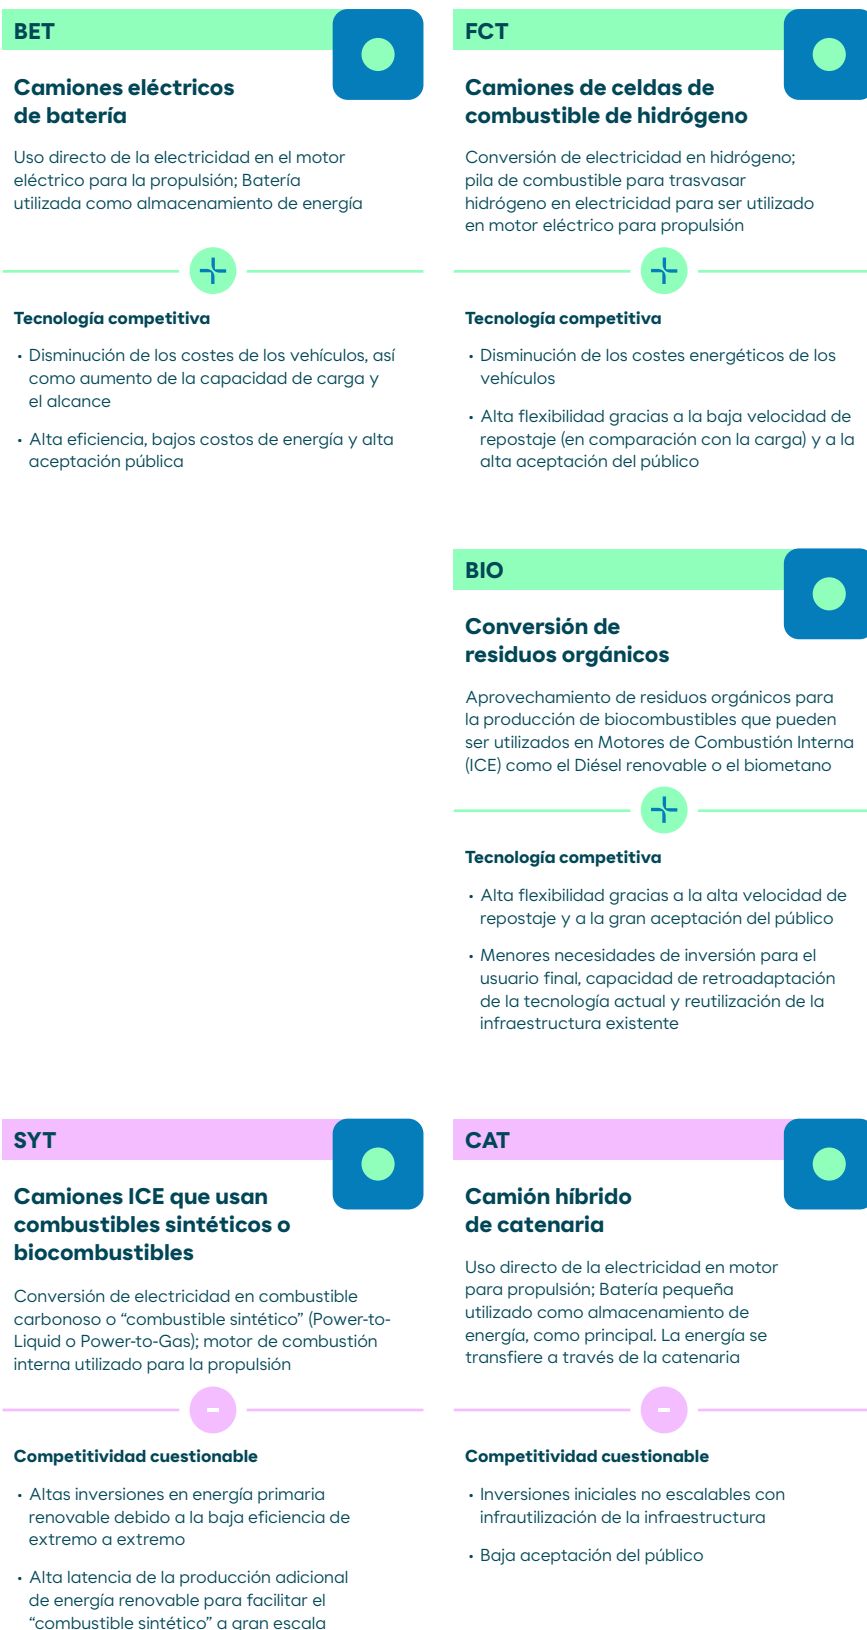 BET
Camiones eléctricos
de batería
Uso directo de la electricidad en el motor
eléctrico para la propulsión; Batería
utilizada como almacenamiento de energía
Tecnología competitiva
• Disminución de los costes de los vehículos, así
como aumento de la capacidad de carga y
el alcance
• Alta eficiencia, bajos costos de energía y alta
aceptación pública
FCT
Camiones de celdas de
combustible de hidrógeno
Conversión de electricidad en hidrógeno;
pila de combustible para trasvasar
hidrógeno en electricidad para ser utilizado
en motor eléctrico para propulsión
Tecnología competitiva
• Disminución de los costes energéticos de los
vehículos
• Alta flexibilidad gracias a la baja velocidad de
repostaje (en comparación con la carga) y a la
alta aceptación del público
BIO
Conversión de
residuos orgánicos
Aprovechamiento de residuos orgánicos para
la producción de biocombustibles que pueden
ser utilizados en Motores de Combustión Interna
(ICE) como el Diésel renovable o el biometano
Tecnología competitiva
• Alta flexibilidad gracias a la alta velocidad de
repostaje y a la gran aceptación del público
• Menores necesidades de inversión para el
usuario final, capacidad de retroadaptación
de la tecnología actual y reutilización de la
infraestructura existente
SYT
Camiones ICE que usan
combustibles sintéticos o
biocombustibles
Conversión de electricidad en combustible
carbonoso o “combustible sintético” (Power-to-
Liquid o Power-to-Gas); motor de combustión
interna utilizado para la propulsión
Competitividad cuestionable
• Altas inversiones en energía primaria
renovable debido a la baja eficiencia de
extremo a extremo
• Alta latencia de la producción adicional
de energía renovable para facilitar el
“combustible sintético” a gran escala
CAT
Camión híbrido
de catenaria
Uso directo de la electricidad en motor
para propulsión; Batería pequeña
utilizado como almacenamiento de
energía, como principal. La energía se
transfiere a través de la catenaria
Competitividad cuestionable
• Inversiones iniciales no escalables con
infrautilización de la infraestructura
• Baja aceptación del público